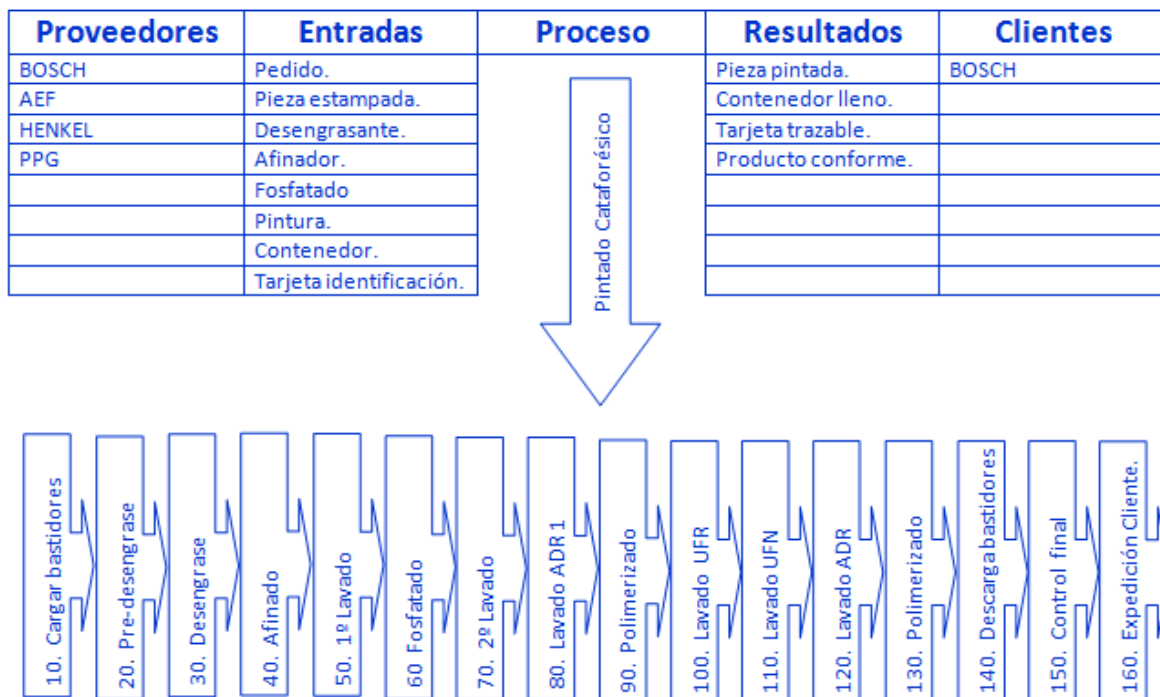 Proveedores Entradas Proceso Resultados Clientes
BOSCH Pedido. Pieza pintada. BOSCH
AEF Pieza estampada. Contenedor lleno.
HENKEL Desengrasante. Tarjeta trazable.
PPG Afinador. Producto conforme.
Fosfatado
Pintura.
Contenedor.
Tarjeta identificación.
Pintado Cataforésico
10. Cargar bastidores
20. Pre-desengrase
30. Desengrase
40. Afinado
50. 1º Lavado
60 Fosfatado
70. 2º Lavado
80. Lavado ADR 1
90. Polimerizado
100. Lavado UFR
110. Lavado UFN
120. Lavado ADR
130. Polimerizado
140. Descarga bastidores
150. Control final
160. Expedición Cliente.